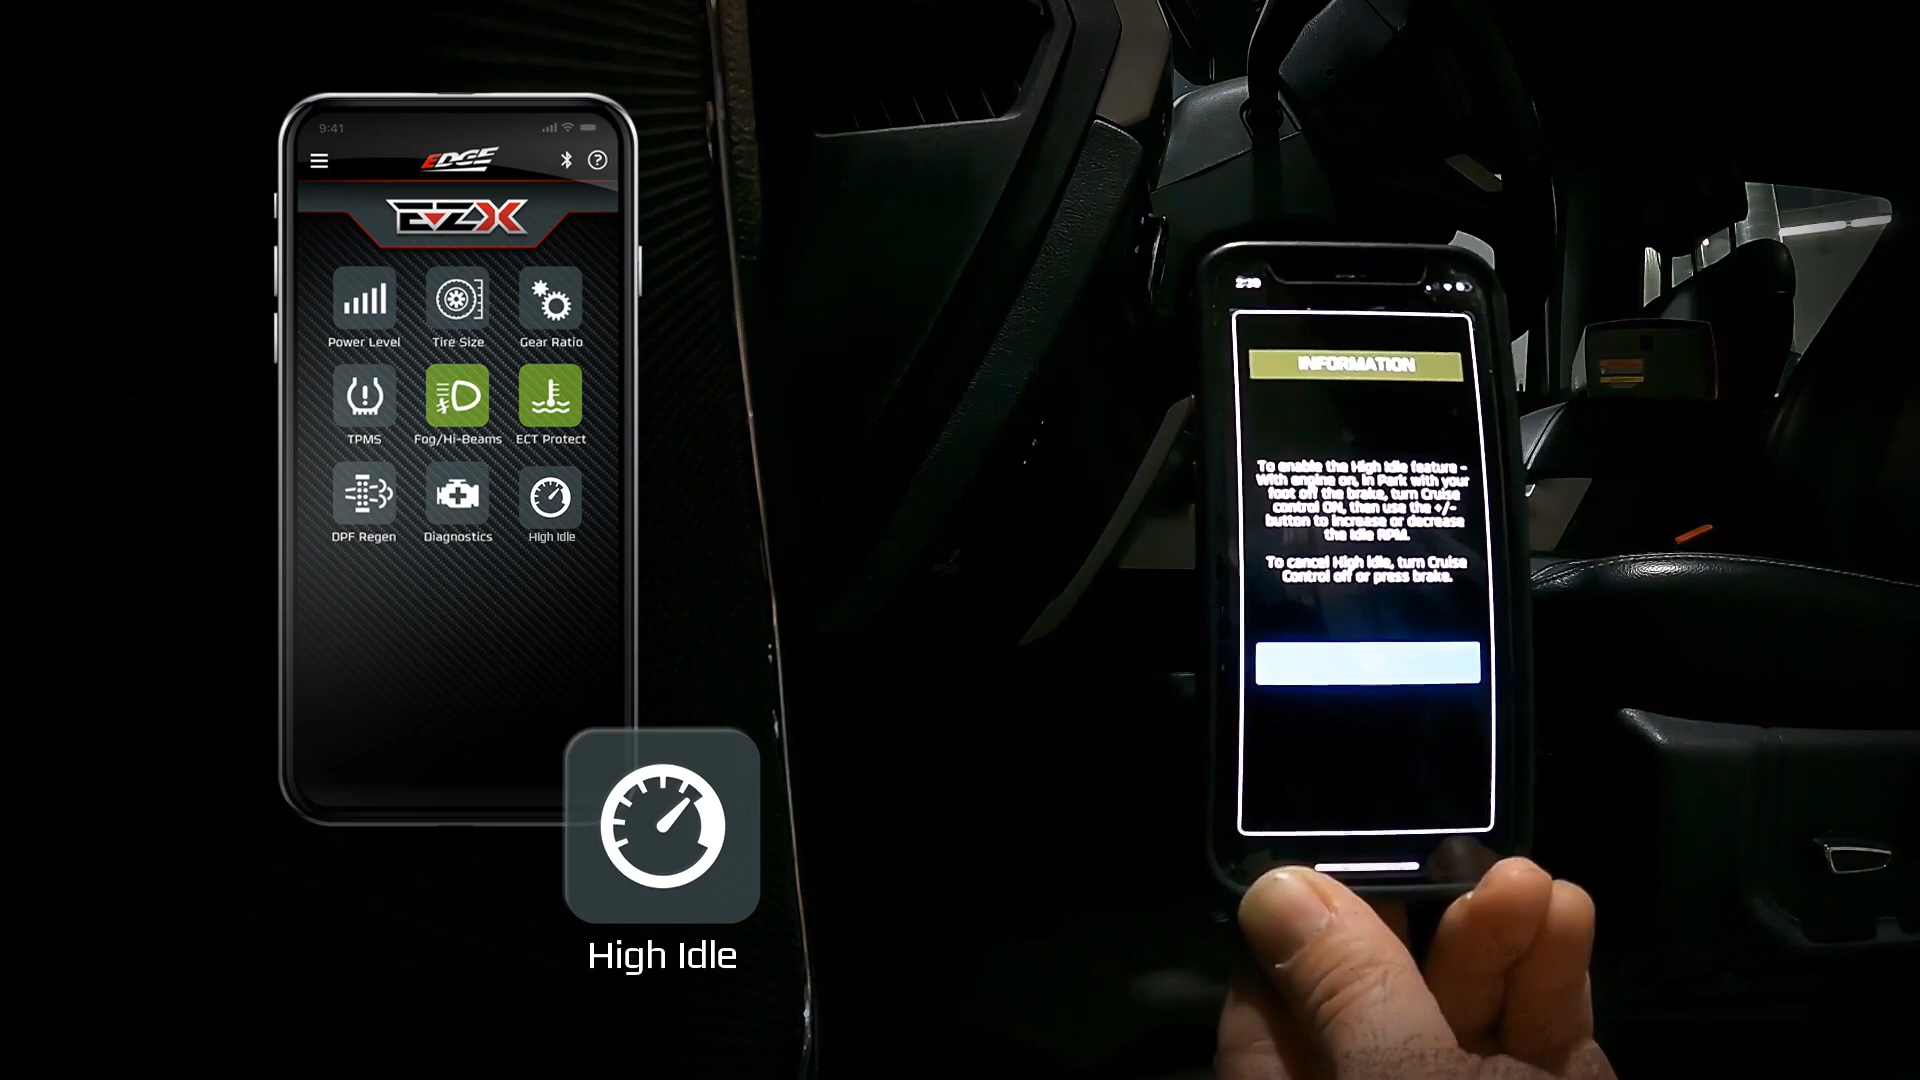 9:41
EDGE
EZX
Power Level
Tire Size
Gear Ratio
TPMS
Fog/Hi-Beams
ECT Protect
DPF Regen
Diagnostics
High Idle
High Idle
2:39
INFORMATION
To enable the High Idle feature -
With engine on, in Park with your
foot off the brake, turn Cruise
control ON, then use the +/-
button to increase or decrease
the Idle RPM.
To cancel High Idle, turn Cruise
Control off or press brake.